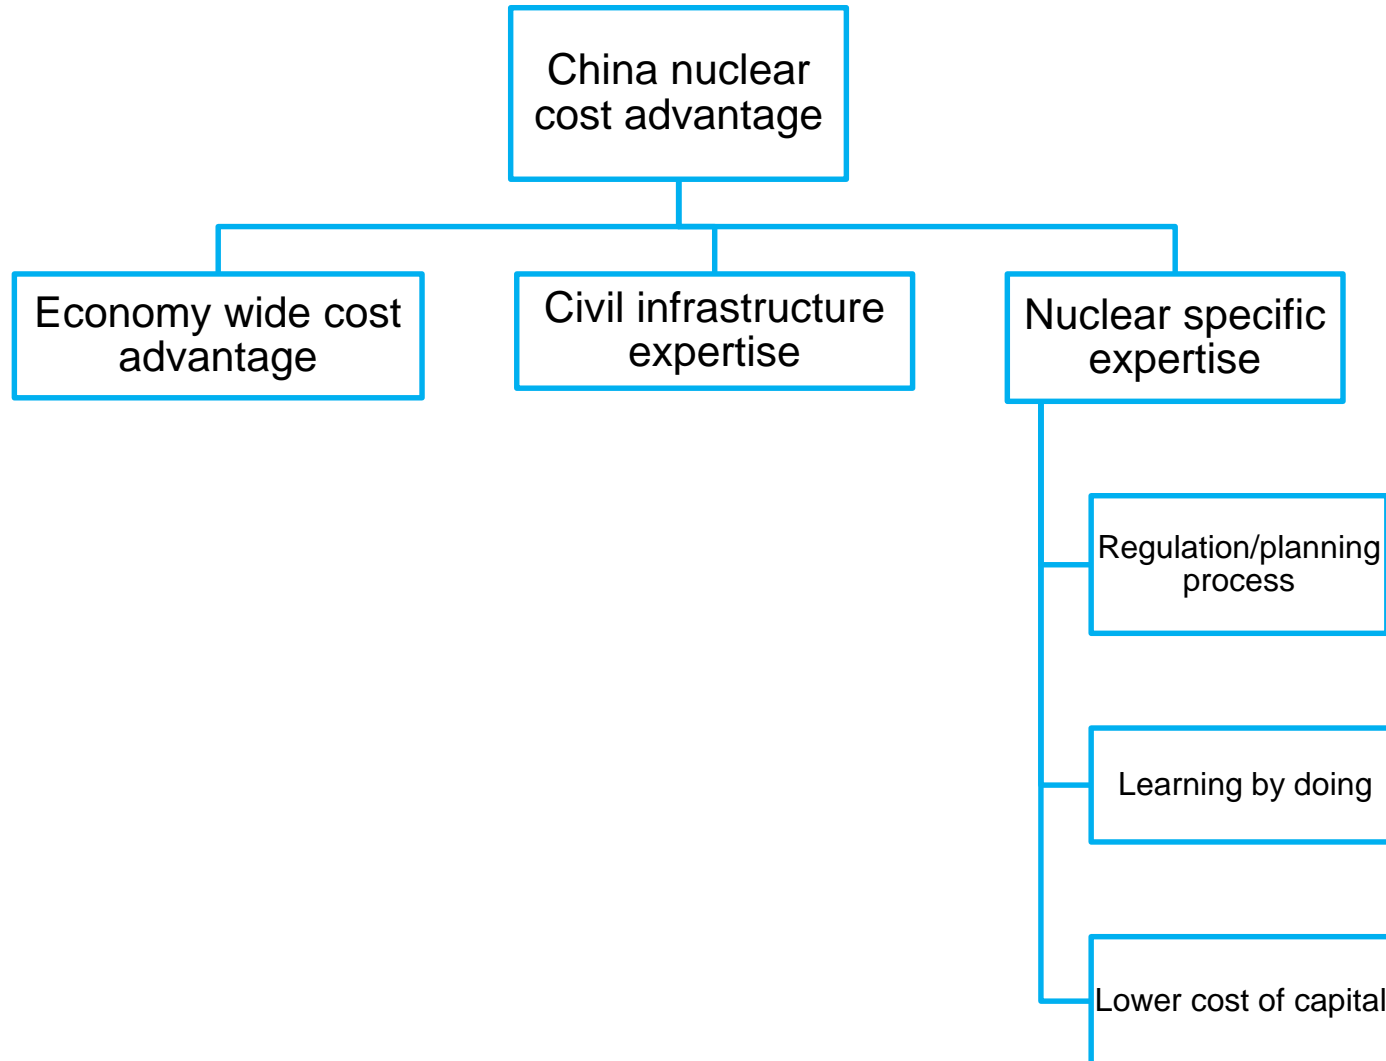 China nuclear
cost advantage
Economy wide cost
advantage
Civil infrastructure
expertise
Nuclear specific
expertise
Regulation/planning
process
Learning by doing
Lower cost of capital